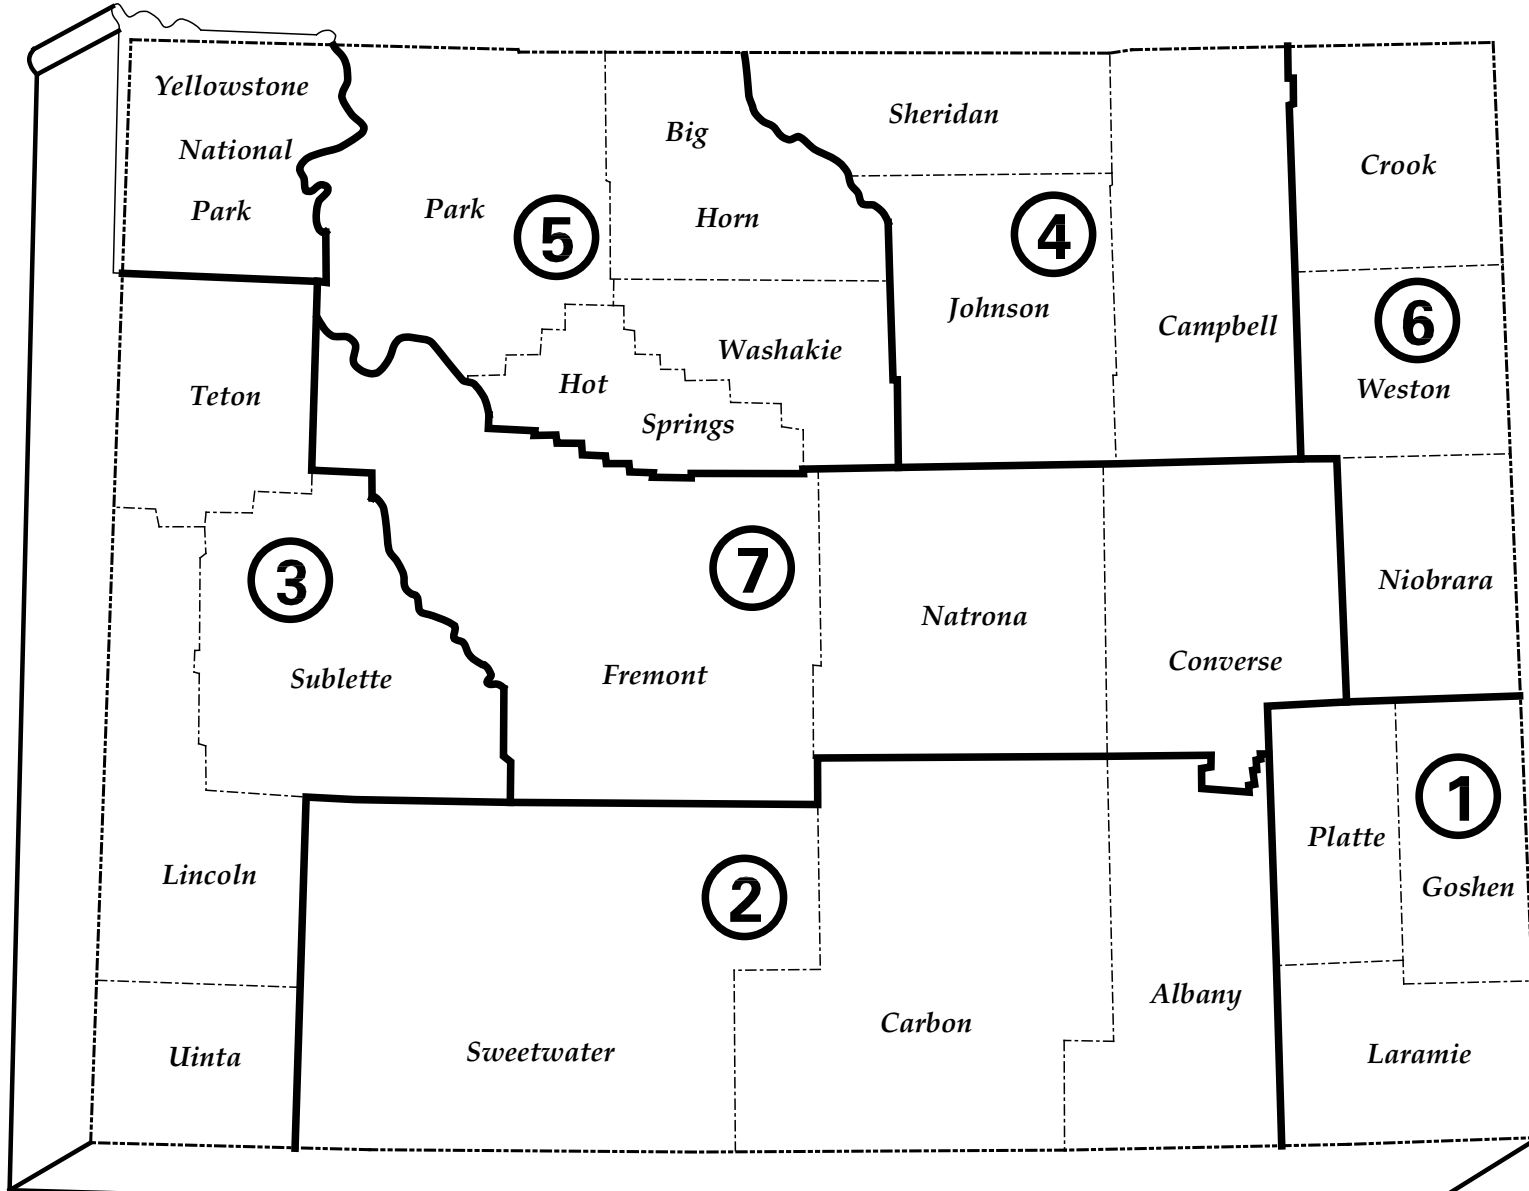 Yellowstone
National
Park
Park
5
Big
Horn
Sheridan
4
Johnson
Campbell
Crook
6
Weston
Teton
Hot
Springs
Washakie
3
Sublette
7
Fremont
Natrona
Converse
Niobrara
Lincoln
Uinta
2
Sweetwater
Carbon
Albany
Platte
1
Goshen
Laramie